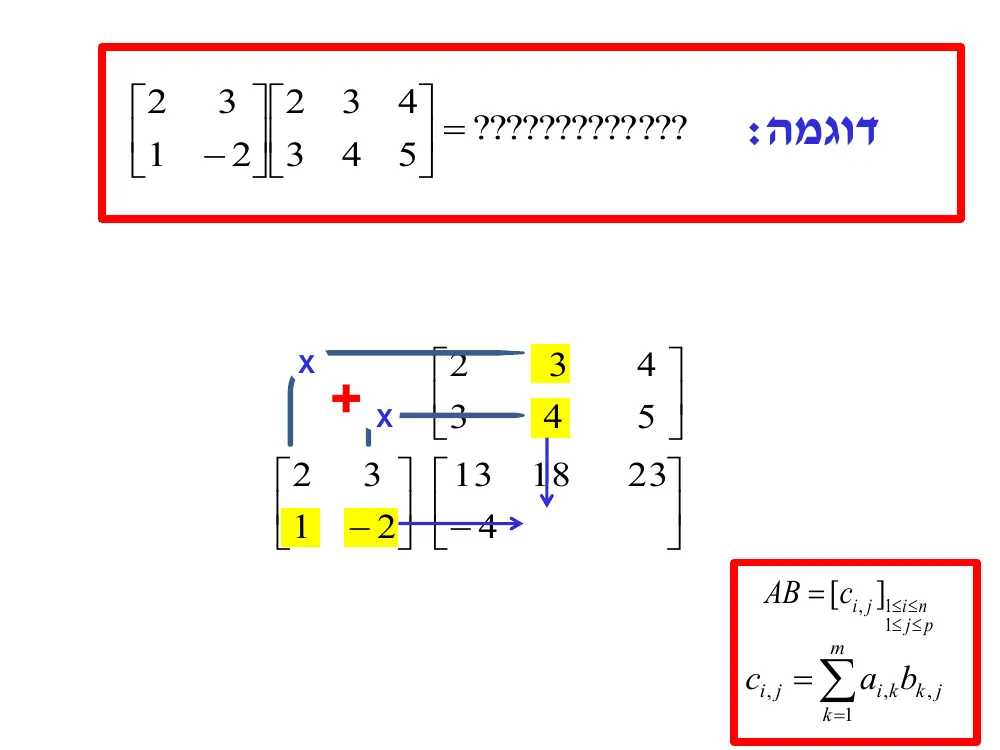 [2 3] [2 3 4]
[1 −2] [3 4 5] = ????????????? דוגמה:
x [2 3 4]
+ x [3 4 5]
[2 3] [13 18 23]
[1 −2] [−4 ]
AB = [c_{i,j}]_{1≤i≤n, 1≤j≤p}
c_{i,j} = \sum_{k=1}^{m} a_{i,k} b_{k,j}